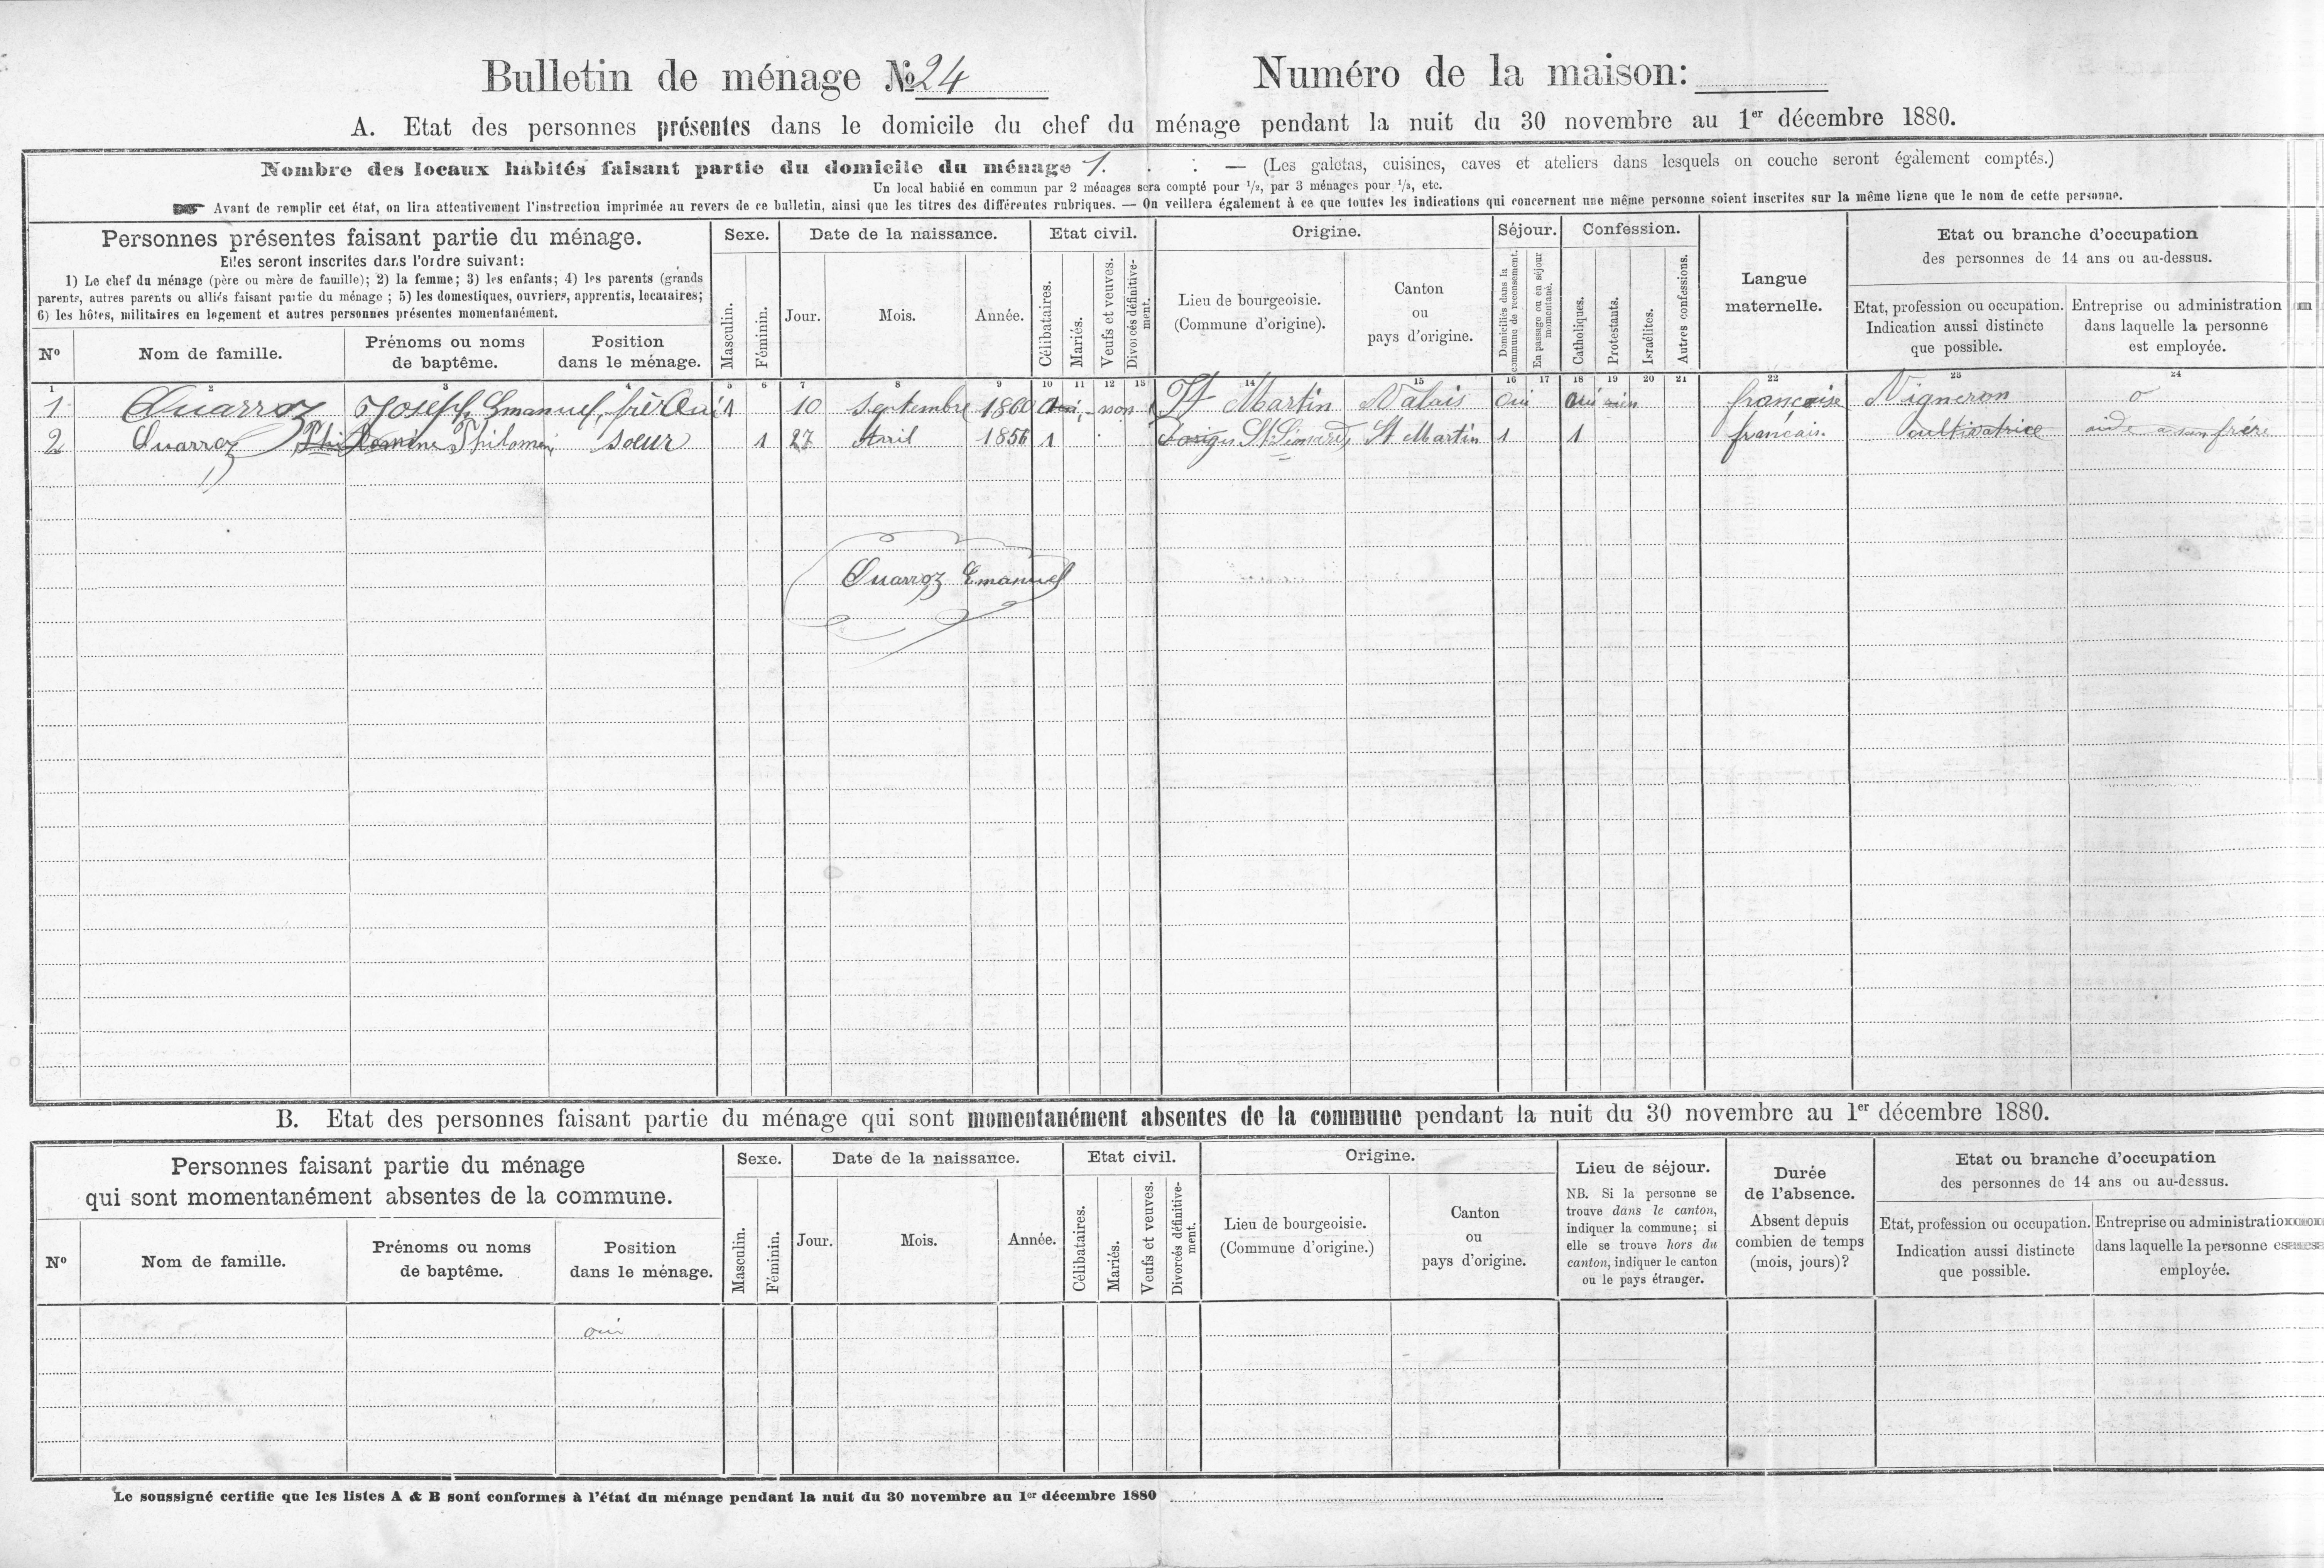 Bulletin de ménage № 24
Numéro de la maison:
A. Etat des personnes présentes dans le domicile du chef du ménage pendant la nuit du 30 novembre au 1er décembre 1880.
Nombre des locaux habités faisant partie du domicile du ménage 1. . : — (Les galetas, cuisines, caves et ateliers dans lesquels on couche seront également comptés.)
Un local habité en commun par 2 ménages sera compté pour 1/2, par 3 ménages pour 1/3, etc.
Avant de remplir cet état, on lira attentivement l'instruction imprimée au revers de ce bulletin, ainsi que les titres des différentes rubriques. — On veillera également à ce que toutes les indications qui concernent une même personne soient inscrites sur la même ligne que le nom de cette personne.
Personnes présentes faisant partie du ménage.
Elles seront inscrites dans l'ordre suivant:
1) Le chef du ménage (père ou mère de famille); 2) la femme; 3) les enfants; 4) les parents (grands
parents, autres parents ou alliés faisant partie du ménage ; 5) les domestiques, ouvriers, apprentis, locataires;
6) les hôtes, militaires en logement et autres personnes présentes momentanément.
No
Nom de famille.
Prénoms ou noms
de baptême.
Position
dans le ménage.
Sexe.
Masculin.
Féminin.
Date de la naissance.
Jour.
Mois.
Année.
Etat civil.
Célibataires.
Mariés.
Veufs et veuves.
Divorcés définitive-
ment.
Origine.
Lieu de bourgeoisie.
(Commune d'origine).
Canton
ou
pays d'origine.
Séjour.
Domiciliés dans la
commune de recensement.
En passage ou en séjour
momentané.
Confession.
Catholiques.
Protestants.
Israélites.
Autres confessions.
Langue
maternelle.
Etat ou branche d'occupation
des personnes de 14 ans ou au-dessus.
Etat, profession ou occupation.
Indication aussi distincte
que possible.
Entreprise ou administration
dans laquelle la personne
est employée.
1 2 3 4 5 6 7 8 9 10 11 12 13 14 15 16 17 18 19 20 21 22 23 24
1 Quarroz Joseph Emanuel, frère Oui 1 10 Septembre 1860 non St Martin Valais oui oui française Vigneron o
2 Quarroz Philomine Philomen sœur 1 27 Avril 1856 1 St Léonard St Martin 1 1 français. cultivatrice aide a son frère
Quarroz Emanuel
B. Etat des personnes faisant partie du ménage qui sont momentanément absentes de la commune pendant la nuit du 30 novembre au 1er décembre 1880.
Personnes faisant partie du ménage
qui sont momentanément absentes de la commune.
No
Nom de famille.
Prénoms ou noms
de baptême.
Position
dans le ménage.
Sexe.
Masculin.
Féminin.
Date de la naissance.
Jour.
Mois.
Année.
Etat civil.
Célibataires.
Mariés.
Veufs et veuves.
Divorcés définitive-
ment.
Origine.
Lieu de bourgeoisie.
(Commune d'origine.)
Canton
ou
pays d'origine.
Lieu de séjour.
NB. Si la personne se
trouve dans le canton,
indiquer la commune; si
elle se trouve hors du
canton, indiquer le canton
ou le pays étranger.
Durée
de l'absence.
Absent depuis
combien de temps
(mois, jours)?
Etat ou branche d'occupation
des personnes de 14 ans ou au-dessus.
Etat, profession ou occupation.
Indication aussi distincte
que possible.
Entreprise ou administration
dans laquelle la personne est
employée.
oui
Le soussigné certifie que les listes A & B sont conformes à l'état du ménage pendant la nuit du 30 novembre au 1er décembre 1880